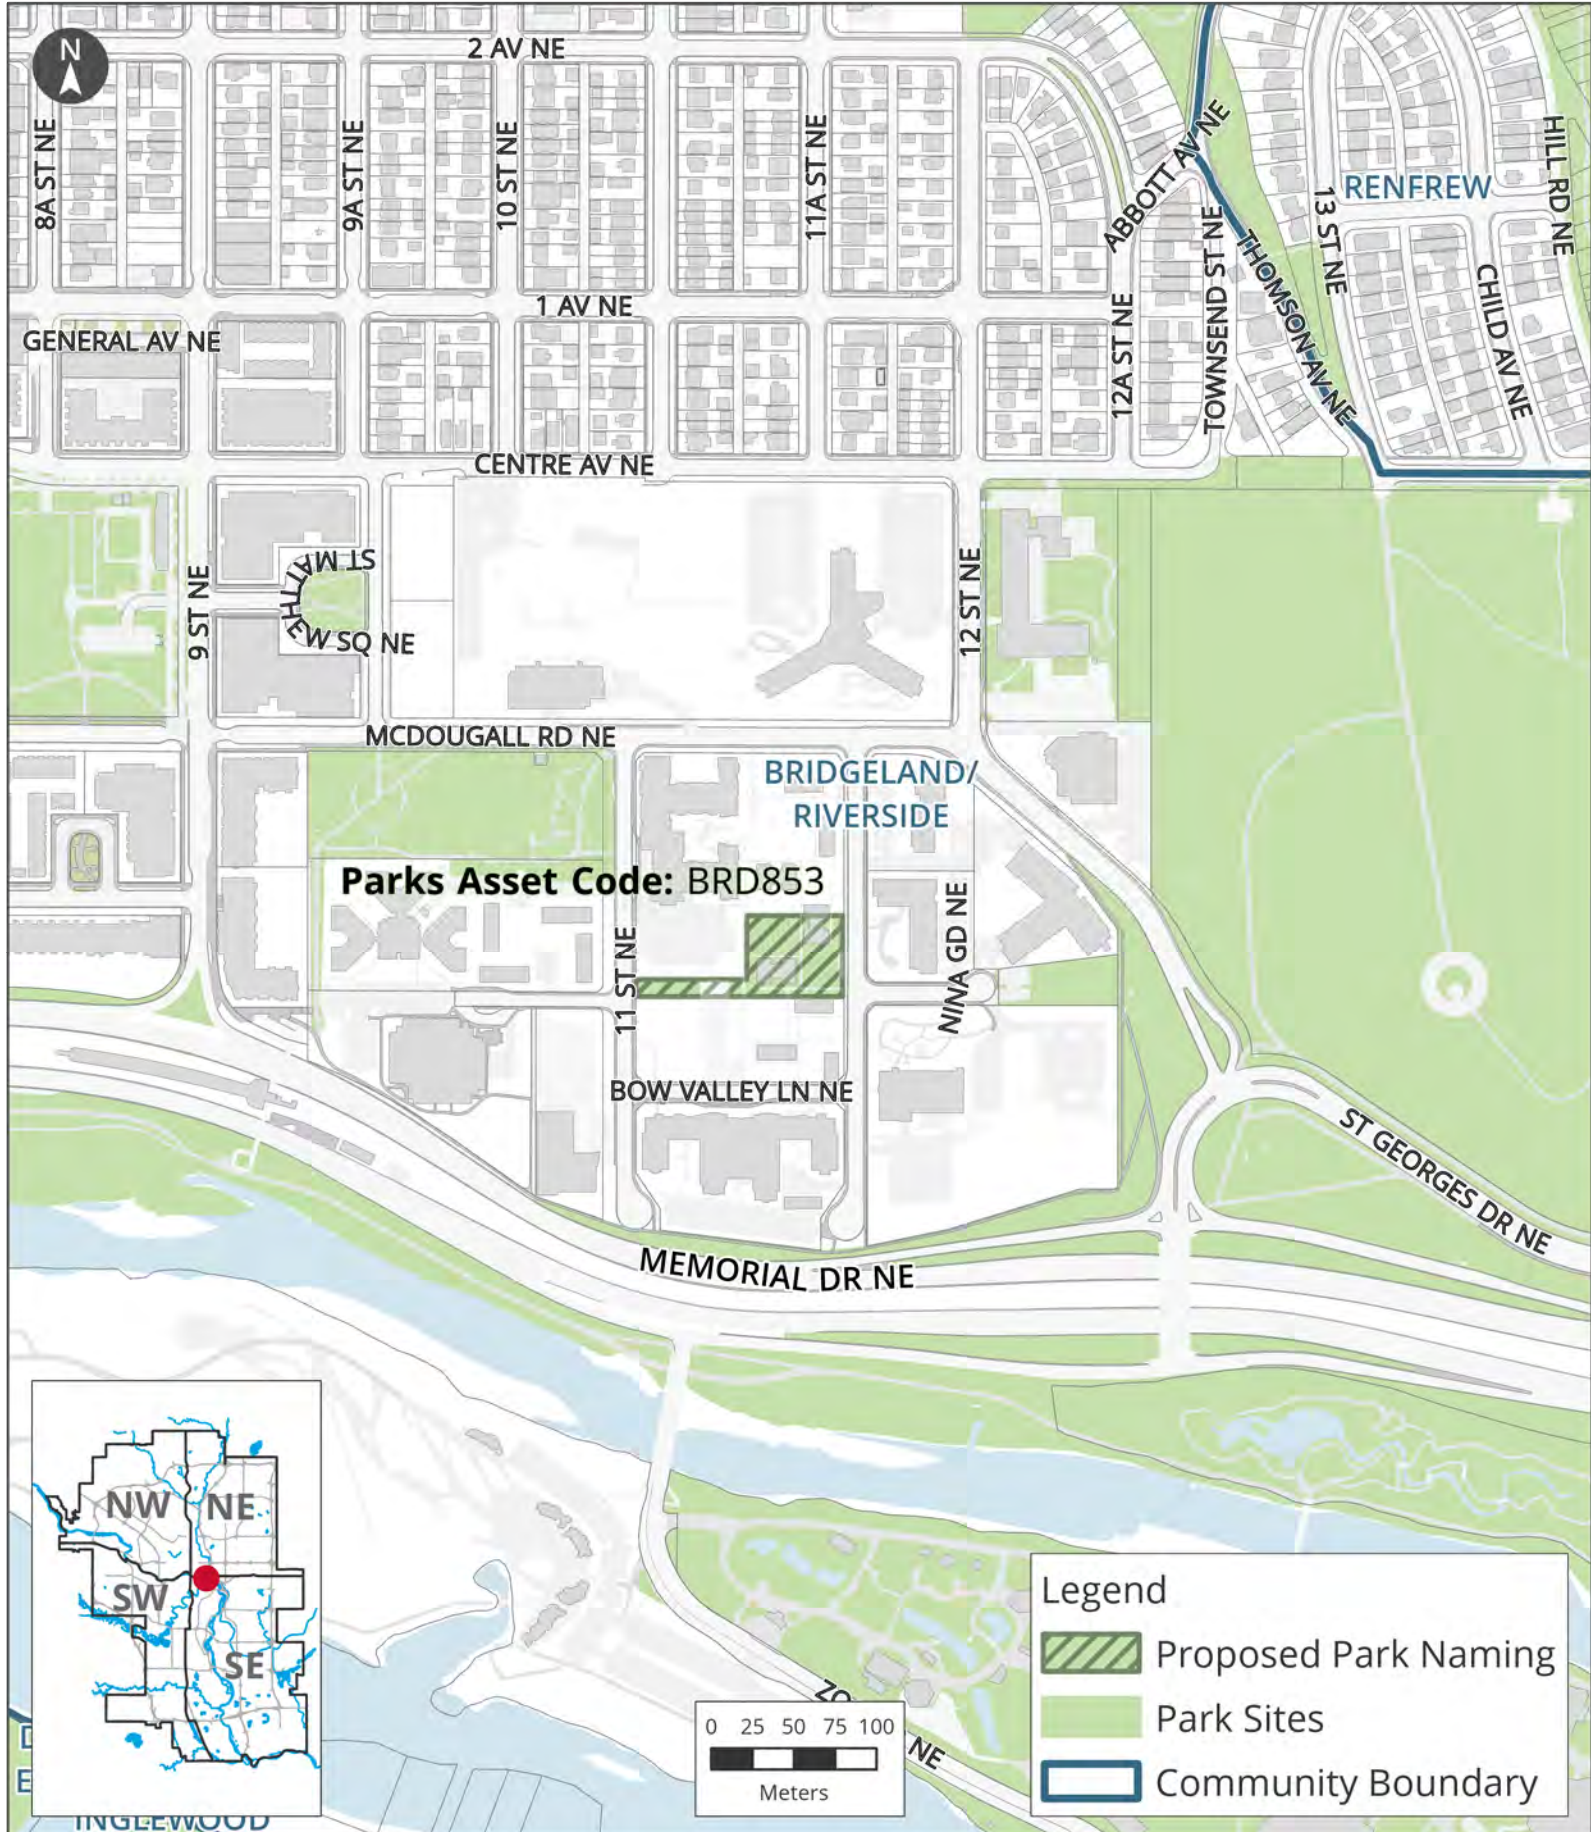 N
2 AV NE
8A ST NE
9A ST NE
10 ST NE
11A ST NE
ABBOTT AV NE
RENFREW
HILL RD NE
13 ST NE
TOWNSEND ST NE
THOMSON AV NE
CHILD AV NE
12A ST NE
1 AV NE
GENERAL AV NE
CENTRE AV NE
9 ST NE
ST MATTHEW SQ NE
12 ST NE
MCDOUGALL RD NE
BRIDGELAND/
RIVERSIDE
Parks Asset Code: BRD853
11 ST NE
NINA GD NE
BOW VALLEY LN NE
ST GEORGES DR NE
MEMORIAL DR NE
NW
NE
SW
SE
NE
INGLEWOOD
0 25 50 75 100
Meters
Legend
Proposed Park Naming
Park Sites
Community Boundary